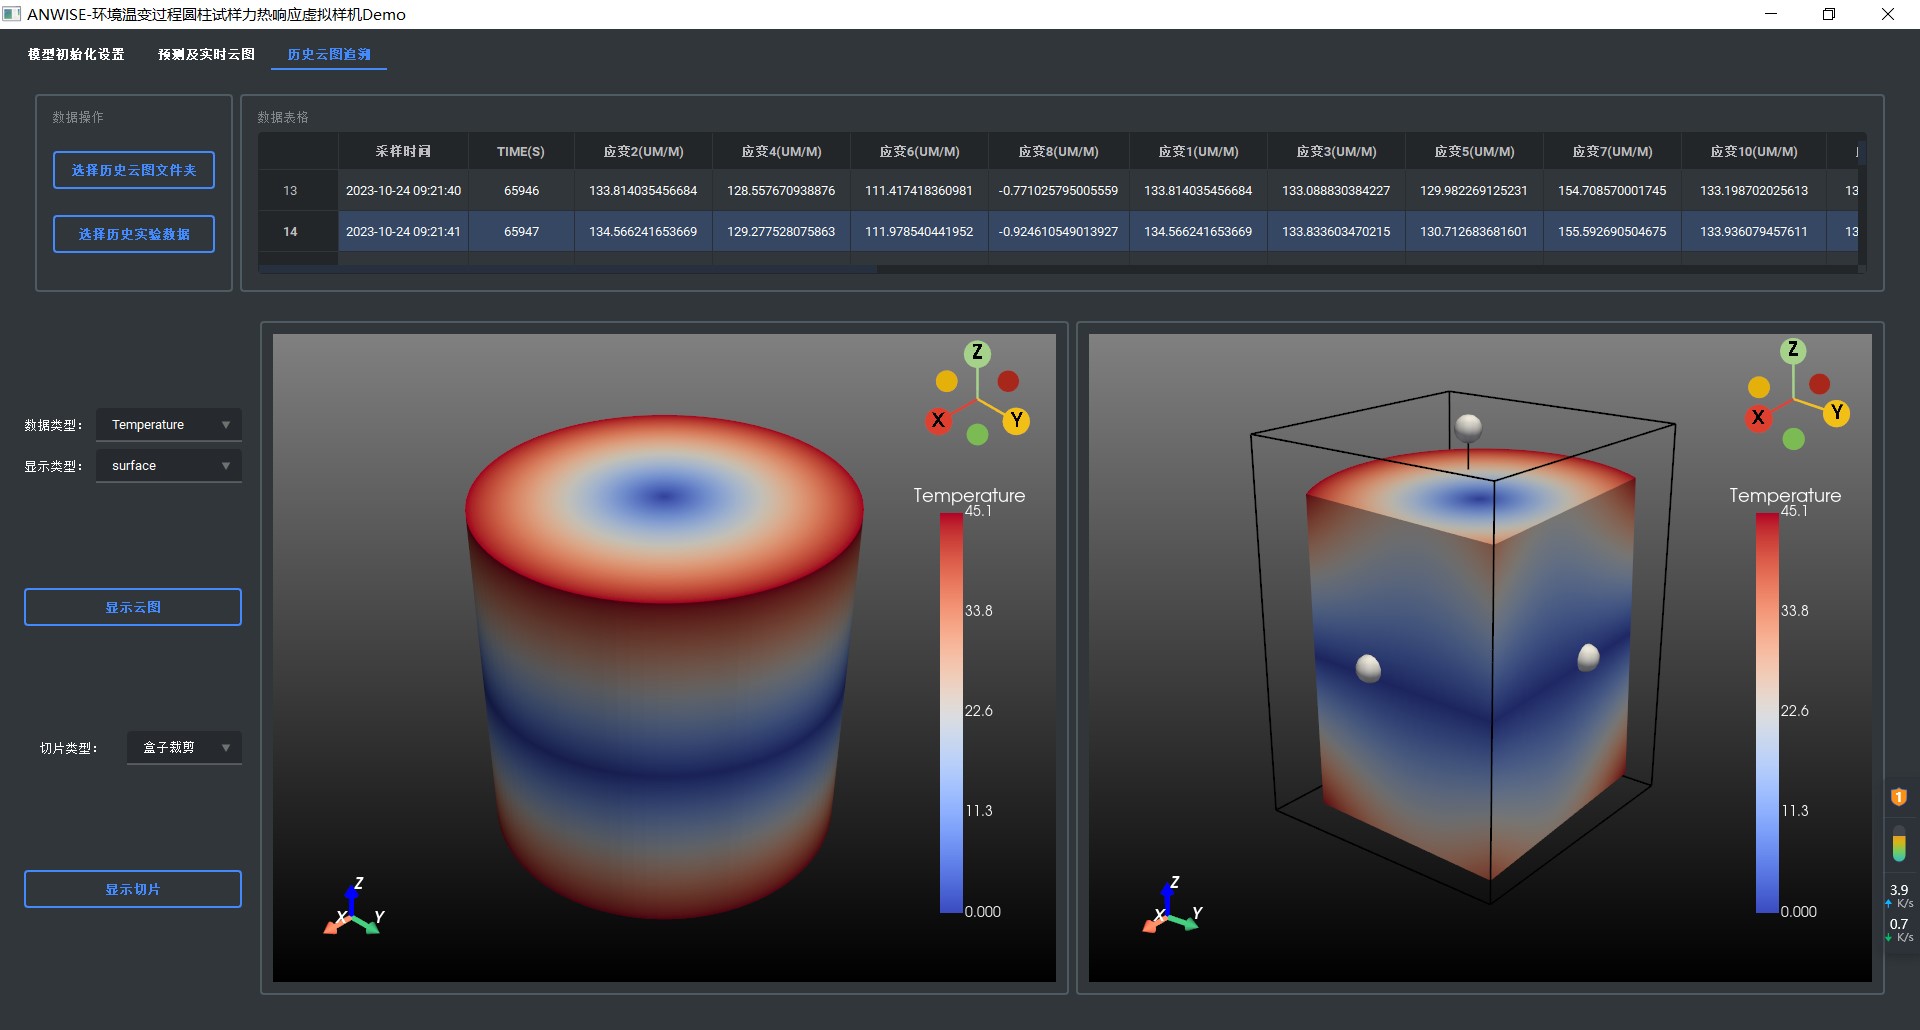 ANWISE-环境温变过程圆柱试样力热响应虚拟样机Demo
模型初始化设置 预测及实时云图 历史云图追溯
数据操作
选择历史云图文件夹
选择历史实验数据
数据表格
采样时间 TIME(S) 应变2(UM/M) 应变4(UM/M) 应变6(UM/M) 应变8(UM/M) 应变1(UM/M) 应变3(UM/M) 应变5(UM/M) 应变7(UM/M) 应变10(UM/M)
13 2023-10-24 09:21:40 65946 133.814035456684 128.557670938876 111.417418360981 -0.771025795005559 133.814035456684 133.088830384227 129.982269125231 154.708570001745 133.198702025613 13
14 2023-10-24 09:21:41 65947 134.566241653669 129.277528075863 111.978540441952 -0.924610549013927 134.566241653669 133.833603470215 130.712683681601 155.592690504675 133.936079457611 13
数据类型： Temperature
显示类型： surface
显示云图
切片类型： 盒子裁剪
显示切片
Z
X Y
Temperature
45.1
33.8
22.6
11.3
0.000
Z
X Y
Z
X Y
Temperature
45.1
33.8
22.6
11.3
0.000
Z
X Y
1
3.9
K/s
0.7
K/s